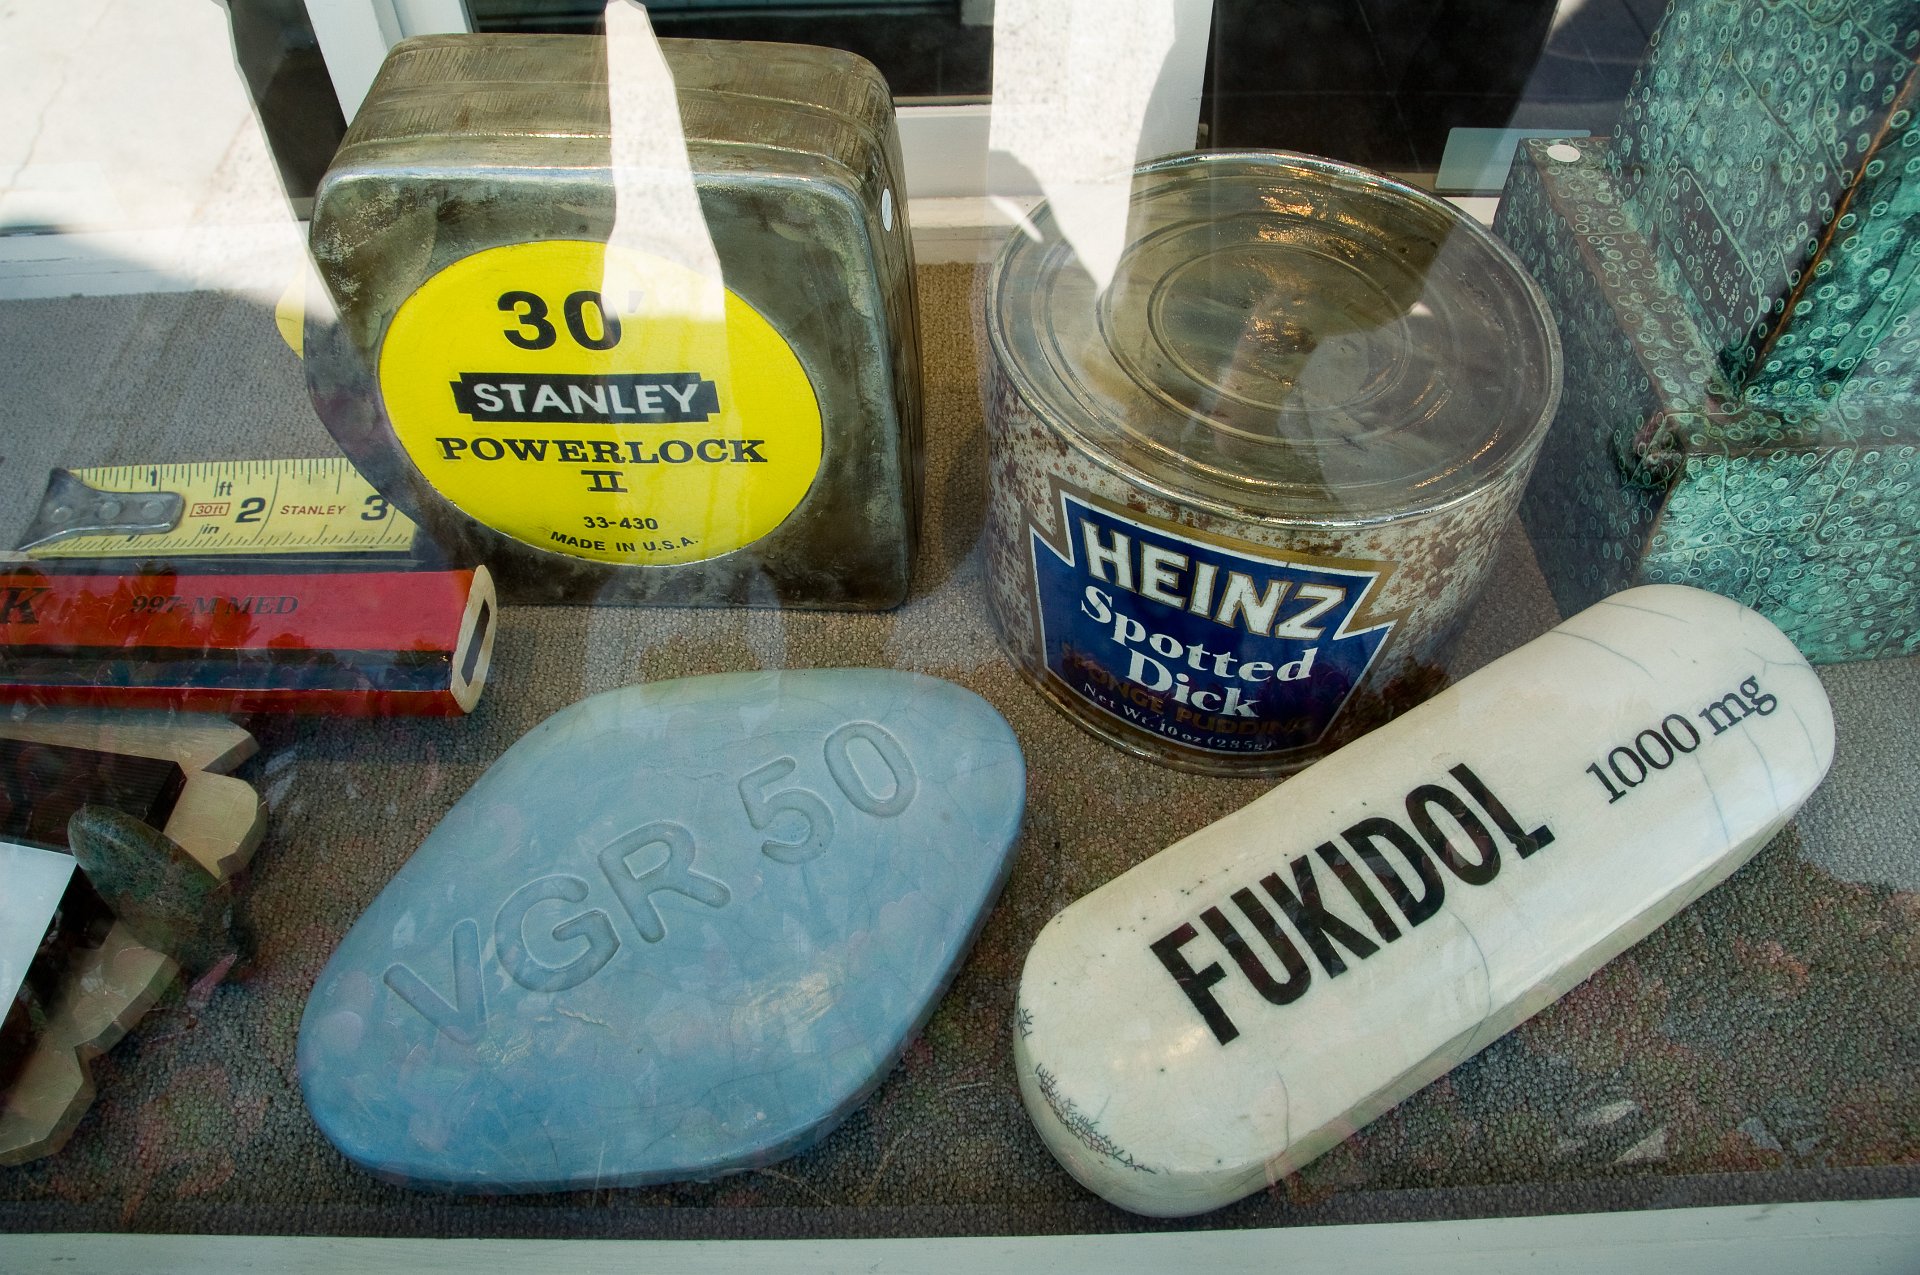 30'
STANLEY
POWERLOCK
II
33-430
MADE IN U.S.A.
1 ft 2 STANLEY 3
30ft
in
K 997-M MED
HEINZ
Spotted
Dick
SPONGE PUDDING
Net Wt. 10 oz (285g)
VGR 50
FUKIDOL 1000 mg